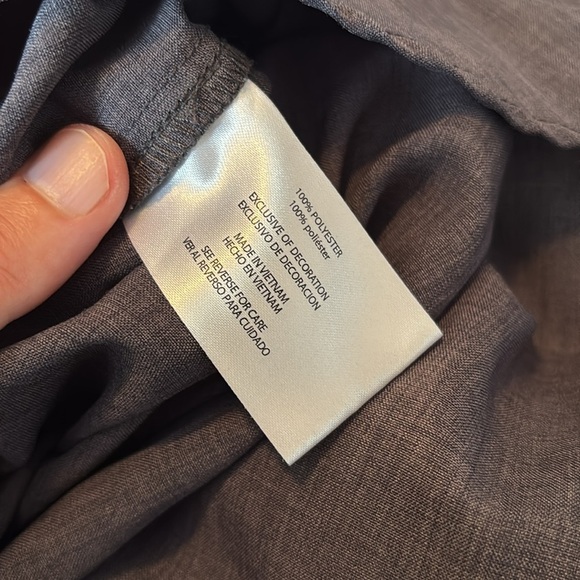 100% POLYESTER
100% poliéster
EXCLUSIVE OF DECORATION
EXCLUSIVO DE DECORACION
MADE IN VIETNAM
HECHO EN VIETNAM
SEE REVERSE FOR CARE
VER AL REVERSO PARA CUIDADO